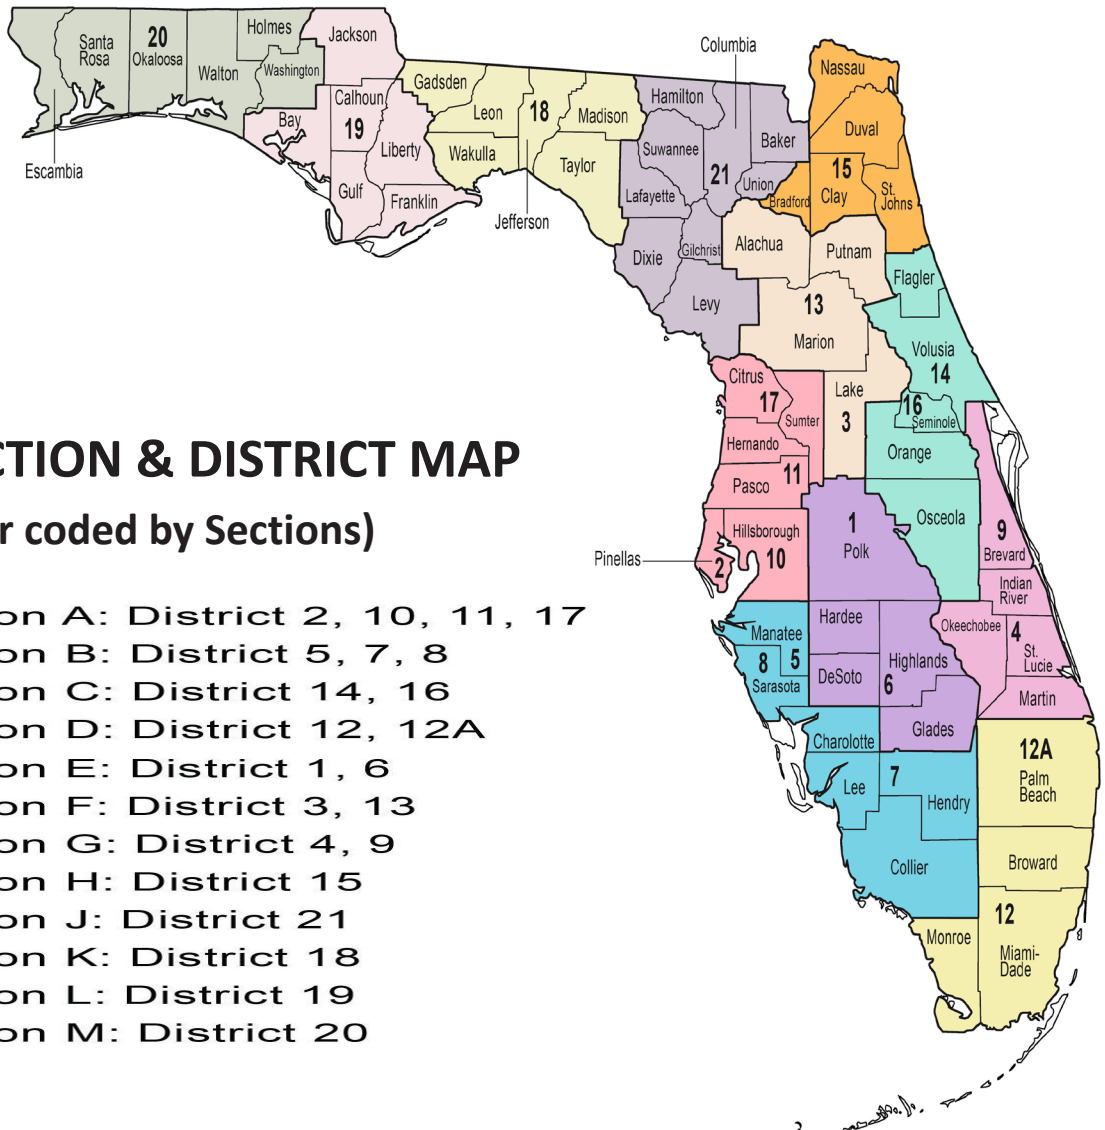 20
Holmes
Jackson
Santa
Rosa
Okaloosa
Walton
Washington
Escambia
Calhoun
Bay
19
Liberty
Gulf
Franklin
Gadsden
Leon
18
Madison
Wakulla
Taylor
Jefferson
Columbia
Hamilton
Suwannee
Baker
21
Union
Lafayette
Dixie
Gilchrist
Levy
Nassau
Duval
15
Clay
Bradford
St.
Johns
Alachua
Putnam
13
Marion
Flagler
Volusia
14
Citrus
17
Sumter
Lake
3
16
Seminole
Hernando
Orange
Pasco
11
Osceola
Hillsborough
10
Pinellas
2
1
Polk
9
Brevard
Indian
River
CTION & DISTRICT MAP
r coded by Sections)
on A: District 2, 10, 11, 17
on B: District 5, 7, 8
on C: District 14, 16
on D: District 12, 12A
on E: District 1, 6
on F: District 3, 13
on G: District 4, 9
on H: District 15
on J: District 21
on K: District 18
on L: District 19
on M: District 20
Manatee
8
5
Sarasota
Hardee
DeSoto
Highlands
6
Okeechobee
4
St.
Lucie
Martin
Charolotte
Glades
Lee
7
Hendry
Collier
12A
Palm
Beach
Broward
12
Monroe
Miami-
Dade